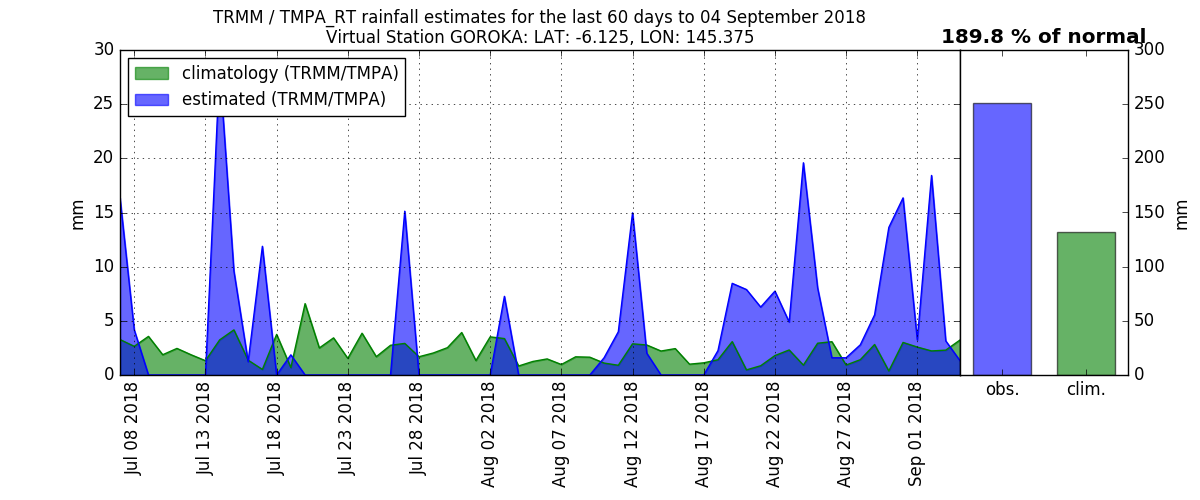 TRMM / TMPA_RT rainfall estimates for the last 60 days to 04 September 2018
Virtual Station GOROKA: LAT: -6.125, LON: 145.375
189.8 % of normal
climatology (TRMM/TMPA)
estimated (TRMM/TMPA)
30
25
20
15
10
5
0
mm
Jul 08 2018
Jul 13 2018
Jul 18 2018
Jul 23 2018
Jul 28 2018
Aug 02 2018
Aug 07 2018
Aug 12 2018
Aug 17 2018
Aug 22 2018
Aug 27 2018
Sep 01 2018
obs.
clim.
300
250
200
150
100
50
0
mm